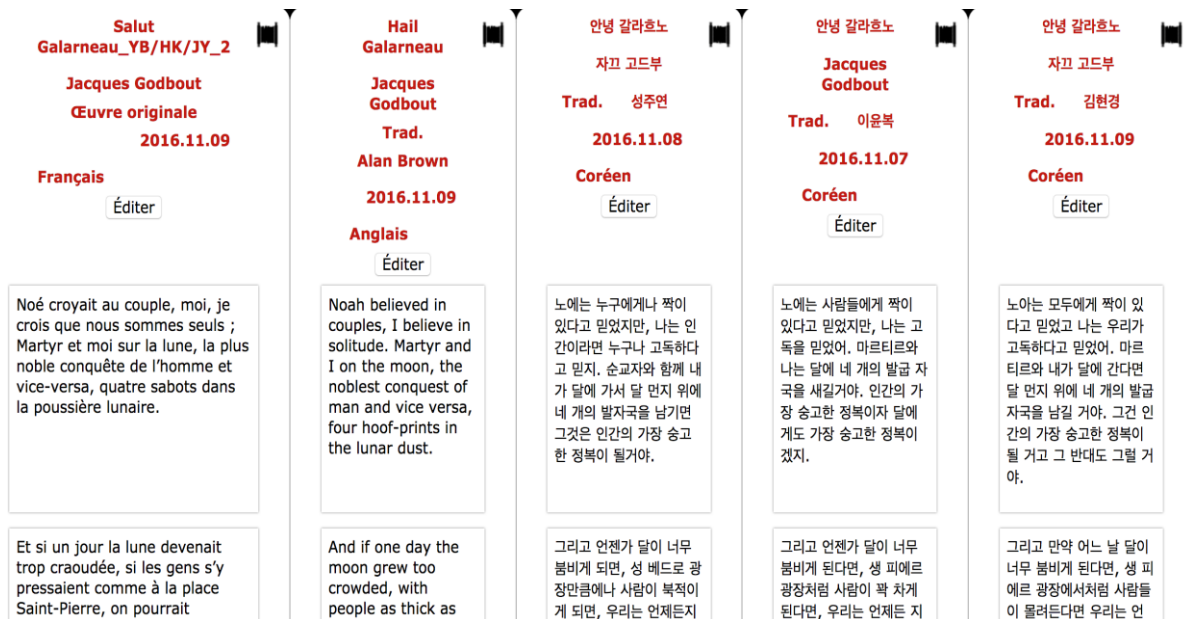 Salut
Galarneau_YB/HK/JY_2
Jacques Godbout
Œuvre originale
2016.11.09
Français
Éditer
Noé croyait au couple, moi, je
crois que nous sommes seuls ;
Martyr et moi sur la lune, la plus
noble conquête de l’homme et
vice-versa, quatre sabots dans
la poussière lunaire.
Et si un jour la lune devenait
trop craoudée, si les gens s’y
pressaient comme à la place
Saint-Pierre, on pourrait
Hail
Galarneau
Jacques
Godbout
Trad.
Alan Brown
2016.11.09
Anglais
Éditer
Noah believed in
couples, I believe in
solitude. Martyr and
I on the moon, the
noblest conquest of
man and vice versa,
four hoof-prints in
the lunar dust.
And if one day the
moon grew too
crowded, with
people as thick as
안녕 갈라흐노
자끄 고드부
Trad. 성주연
2016.11.08
Coréen
Éditer
노에는 누구에게나 짝이
있다고 믿었지만, 나는 인
간이라면 누구나 고독하다
고 믿지. 순교자와 함께 내
가 달에 가서 달 먼지 위에
네 개의 발자국을 남기면
그것은 인간의 가장 숭고
한 정복이 될거야.
그리고 언젠가 달이 너무
붐비게 되면, 성 베드로 광
장만큼에나 사람이 북적이
게 되면, 우리는 언제든지
안녕 갈라흐노
Jacques
Godbout
Trad. 이윤복
2016.11.07
Coréen
Éditer
노에는 사람들에게 짝이
있다고 믿었지만, 나는 고
독을 믿었어. 마르티르와
나는 달에 네 개의 발굽 자
국을 새길거야. 인간의 가
장 숭고한 정복이자 달에
게도 가장 숭고한 정복이
겠지.
그리고 언젠가 달이 너무
붐비게 된다면, 생 피에르
광장처럼 사람이 꽉 차게
된다면, 우리는 언제든 지
안녕 갈라흐노
자끄 고드부
Trad. 김현경
2016.11.09
Coréen
Éditer
노아는 모두에게 짝이 있
다고 믿었고 나는 우리가
고독하다고 믿었어. 마르
티르와 내가 달에 간다면
달 먼지 위에 네 개의 발굽
자국을 남길 거야. 그건 인
간의 가장 숭고한 정복이
될 거고 그 반대도 그럴 거
야.
그리고 만약 어느 날 달이
너무 붐비게 된다면, 생 피
에르 광장에서처럼 사람들
이 몰려든다면 우리는 언